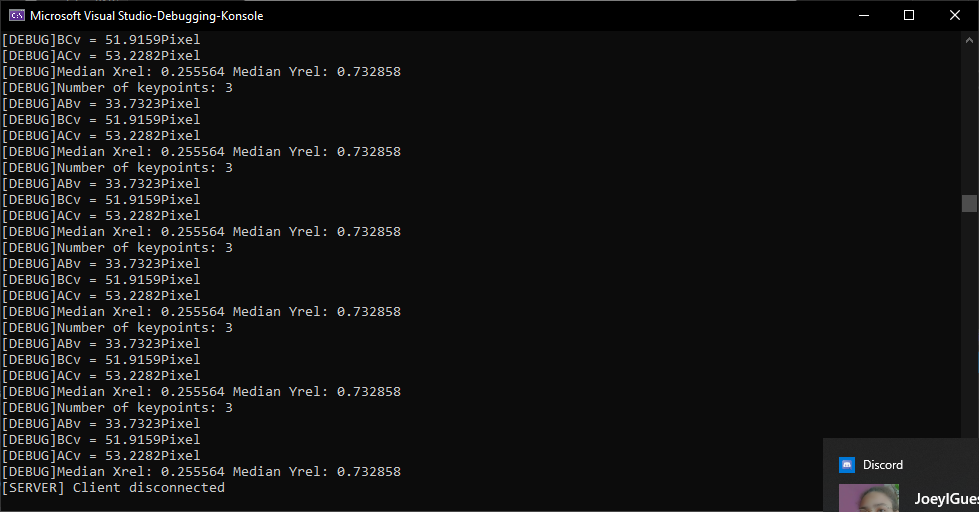 Microsoft Visual Studio-Debugging-Konsole
[DEBUG]BCv = 51.9159Pixel
[DEBUG]ACv = 53.2282Pixel
[DEBUG]Median Xrel: 0.255564 Median Yrel: 0.732858
[DEBUG]Number of keypoints: 3
[DEBUG]ABv = 33.7323Pixel
[DEBUG]BCv = 51.9159Pixel
[DEBUG]ACv = 53.2282Pixel
[DEBUG]Median Xrel: 0.255564 Median Yrel: 0.732858
[DEBUG]Number of keypoints: 3
[DEBUG]ABv = 33.7323Pixel
[DEBUG]BCv = 51.9159Pixel
[DEBUG]ACv = 53.2282Pixel
[DEBUG]Median Xrel: 0.255564 Median Yrel: 0.732858
[DEBUG]Number of keypoints: 3
[DEBUG]ABv = 33.7323Pixel
[DEBUG]BCv = 51.9159Pixel
[DEBUG]ACv = 53.2282Pixel
[DEBUG]Median Xrel: 0.255564 Median Yrel: 0.732858
[DEBUG]Number of keypoints: 3
[DEBUG]ABv = 33.7323Pixel
[DEBUG]BCv = 51.9159Pixel
[DEBUG]ACv = 53.2282Pixel
[DEBUG]Median Xrel: 0.255564 Median Yrel: 0.732858
[DEBUG]Number of keypoints: 3
[DEBUG]ABv = 33.7323Pixel
[DEBUG]BCv = 51.9159Pixel
[DEBUG]ACv = 53.2282Pixel
[DEBUG]Median Xrel: 0.255564 Median Yrel: 0.732858
[SERVER] Client disconnected
Discord